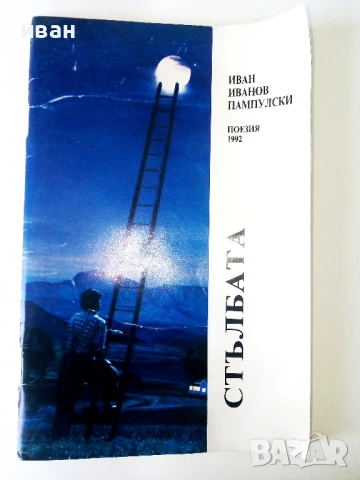 иван
ИВАН
ИВАНОВ
ПАМПУЛСКИ
ПОЕЗИЯ
1992
СТЪЛБАТА
BAZAR